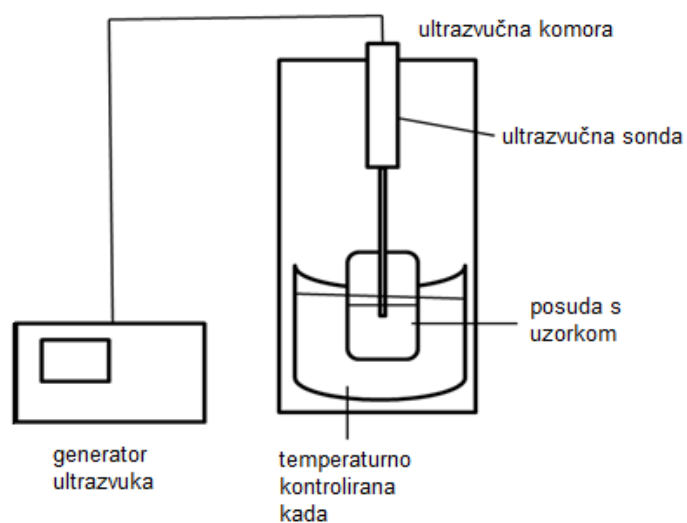 ultrazvučna komora
ultrazvučna sonda
posuda s
uzorkom
generator
ultrazvuka
temperaturno
kontrolirana
kada